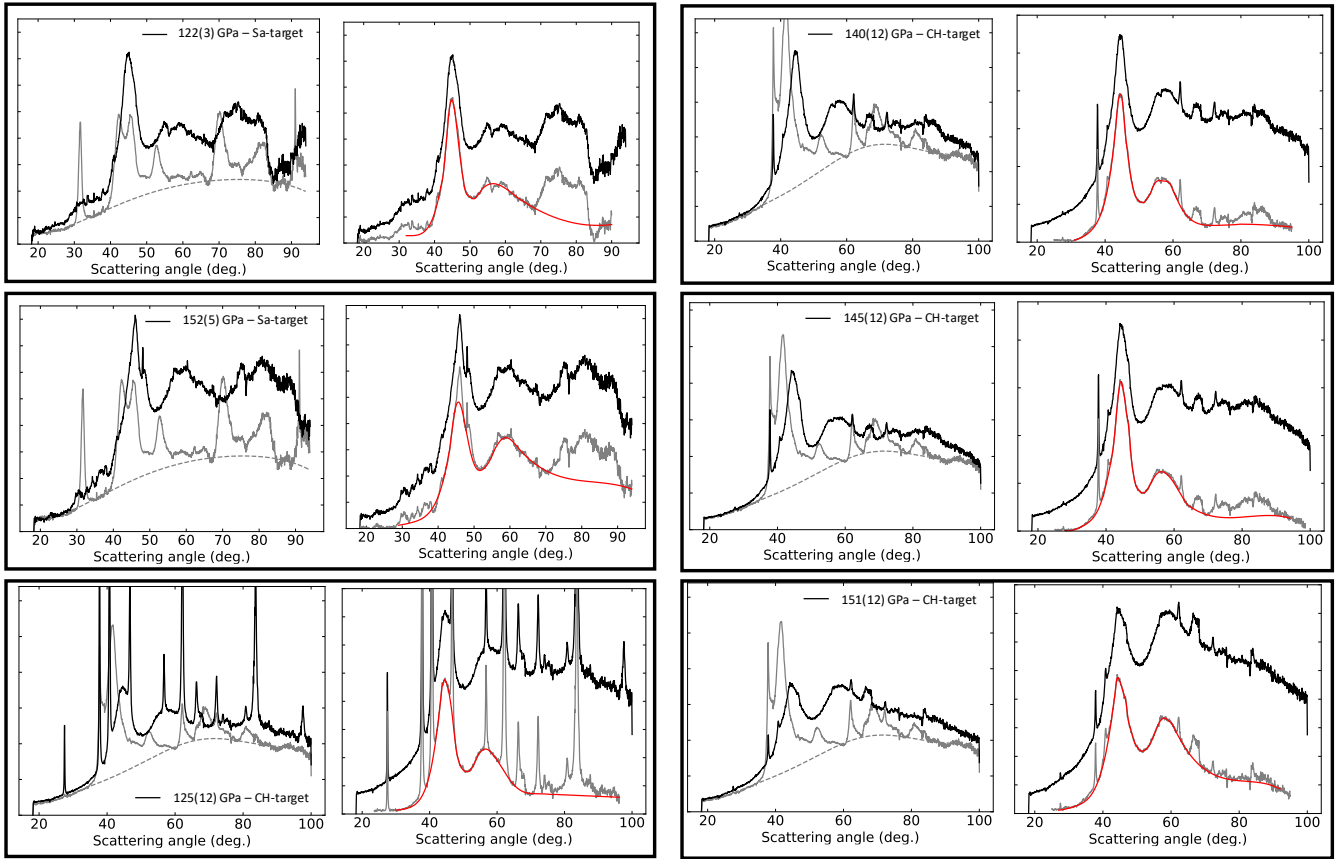 122(3) GPa – Sa-target
20 30 40 50 60 70 80 90
Scattering angle (deg.)
20 30 40 50 60 70 80 90
Scattering angle (deg.)
140(12) GPa – CH-target
20 40 60 80 100
Scattering angle (deg.)
20 40 60 80 100
Scattering angle (deg.)
152(5) GPa – Sa-target
20 30 40 50 60 70 80 90
Scattering angle (deg.)
20 30 40 50 60 70 80 90
Scattering angle (deg.)
145(12) GPa – CH-target
20 40 60 80 100
Scattering angle (deg.)
20 40 60 80 100
Scattering angle (deg.)
125(12) GPa – CH-target
20 40 60 80 100
Scattering angle (deg.)
20 40 60 80 100
Scattering angle (deg.)
151(12) GPa – CH-target
20 40 60 80 100
Scattering angle (deg.)
20 40 60 80 100
Scattering angle (deg.)